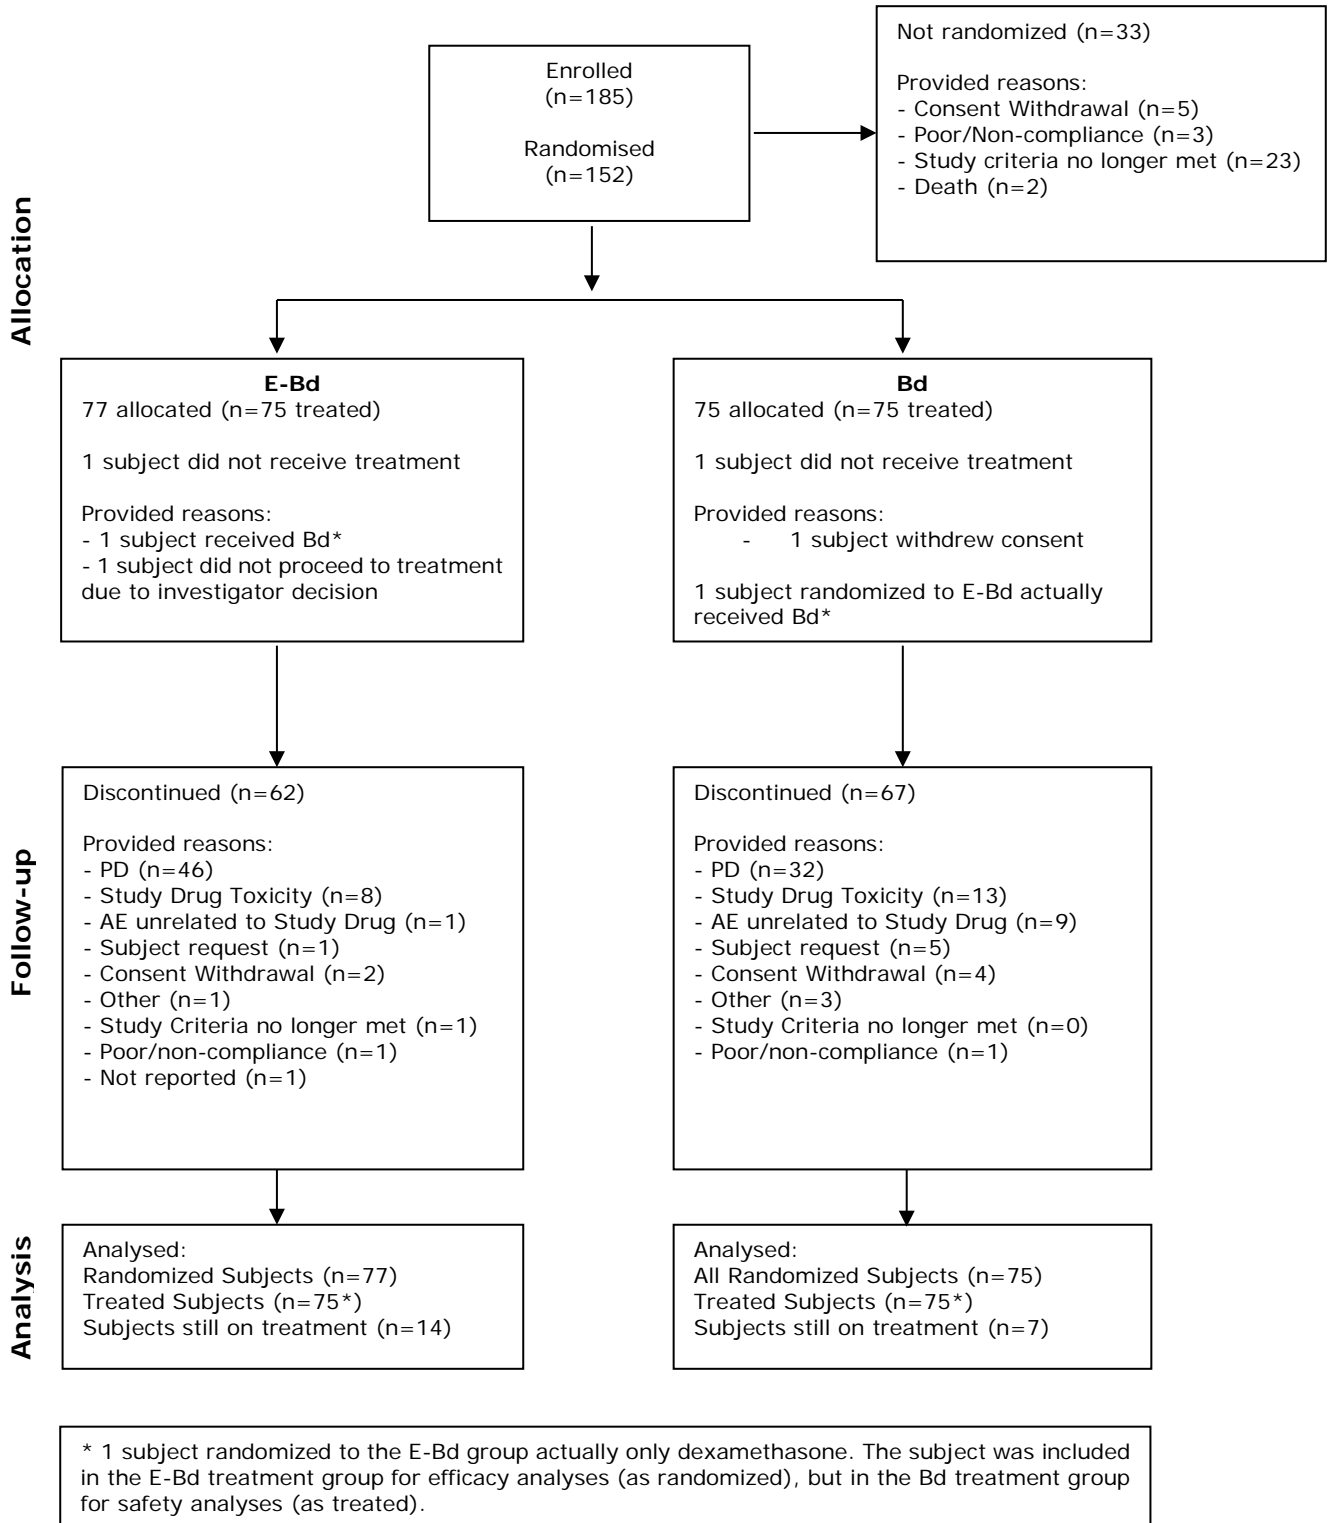 Not randomized (n=33)
Provided reasons:
- Consent Withdrawal (n=5)
- Poor/Non-compliance (n=3)
- Study criteria no longer met (n=23)
- Death (n=2)
Enrolled
(n=185)
Randomised
(n=152)
Allocation
E-Bd
77 allocated (n=75 treated)
1 subject did not receive treatment
Provided reasons:
- 1 subject received Bd*
- 1 subject did not proceed to treatment
due to investigator decision
Bd
75 allocated (n=75 treated)
1 subject did not receive treatment
Provided reasons:
- 1 subject withdrew consent
1 subject randomized to E-Bd actually
received Bd*
Follow-up
Discontinued (n=62)
Provided reasons:
- PD (n=46)
- Study Drug Toxicity (n=8)
- AE unrelated to Study Drug (n=1)
- Subject request (n=1)
- Consent Withdrawal (n=2)
- Other (n=1)
- Study Criteria no longer met (n=1)
- Poor/non-compliance (n=1)
- Not reported (n=1)
Discontinued (n=67)
Provided reasons:
- PD (n=32)
- Study Drug Toxicity (n=13)
- AE unrelated to Study Drug (n=9)
- Subject request (n=5)
- Consent Withdrawal (n=4)
- Other (n=3)
- Study Criteria no longer met (n=0)
- Poor/non-compliance (n=1)
Analysis
Analysed:
Randomized Subjects (n=77)
Treated Subjects (n=75*)
Subjects still on treatment (n=14)
Analysed:
All Randomized Subjects (n=75)
Treated Subjects (n=75*)
Subjects still on treatment (n=7)
* 1 subject randomized to the E-Bd group actually only dexamethasone. The subject was included
in the E-Bd treatment group for efficacy analyses (as randomized), but in the Bd treatment group
for safety analyses (as treated).